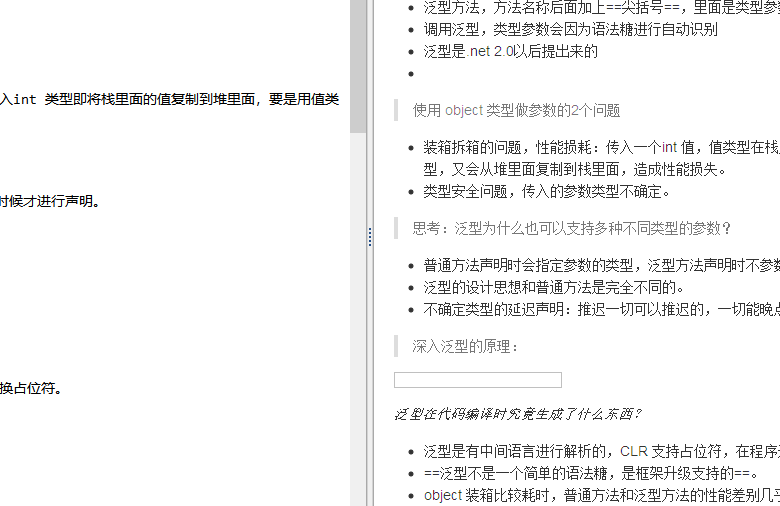 入int 类型即将栈里面的值复制到堆里面，要是用值类
时候才进行声明。
换占位符。
泛型方法，方法名称后面加上==尖括号==，里面是类型参数
调用泛型，类型参数会因为语法糖进行自动识别
泛型是.net 2.0以后提出来的
使用 object 类型做参数的2个问题
装箱拆箱的问题，性能损耗：传入一个int 值，值类型在栈
型，又会从堆里面复制到栈里面，造成性能损失。
类型安全问题，传入的参数类型不确定。
思考：泛型为什么也可以支持多种不同类型的参数？
普通方法声明时会指定参数的类型，泛型方法声明时不参数
泛型的设计思想和普通方法是完全不同的。
不确定类型的延迟声明：推迟一切可以推迟的，一切能晚点
深入泛型的原理：
泛型在代码编译时究竟生成了什么东西？
泛型是有中间语言进行解析的，CLR 支持占位符，在程序
==泛型不是一个简单的语法糖，是框架升级支持的==。
object 装箱比较耗时，普通方法和泛型方法的性能差别几乎